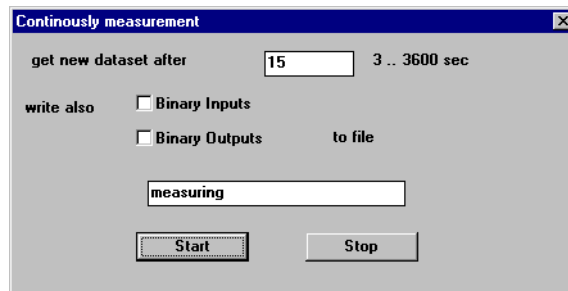 Continously measurement
get new dataset after 15 3 .. 3600 sec
write also Binary Inputs
Binary Outputs to file
measuring
Start Stop